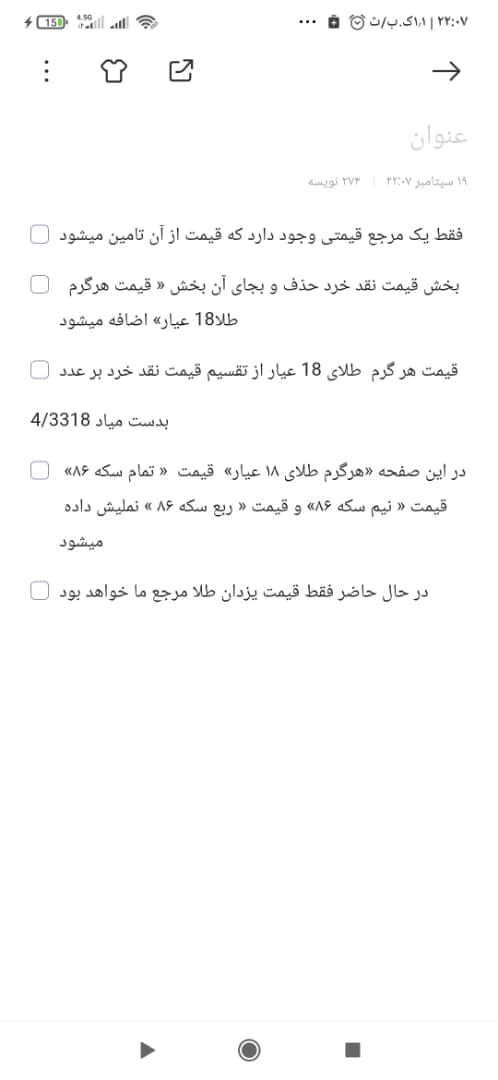 ۲۲:۰۷ | ۱٫۱ک.ب/ث
4.5G
15
عنوان
۱۹ سپتامبر ۲۲:۰۷ | ۲۷۴ نویسه
فقط یک مرجع قیمتی وجود دارد که قیمت از آن تامین میشود
بخش قیمت نقد خرد حذف و بجای آن بخش « قیمت هرگرم
طلا18 عیار» اضافه میشود
قیمت هر گرم طلای 18 عیار از تقسیم قیمت نقد خرد بر عدد
4/3318 بدست میاد
در این صفحه «هرگرم طلای ۱۸ عیار» قیمت « تمام سکه ۸۶»
قیمت « نیم سکه ۸۶» و قیمت « ربع سکه ۸۶ » نملیش داده
میشود
در حال حاضر فقط قیمت یزدان طلا مرجع ما خواهد بود